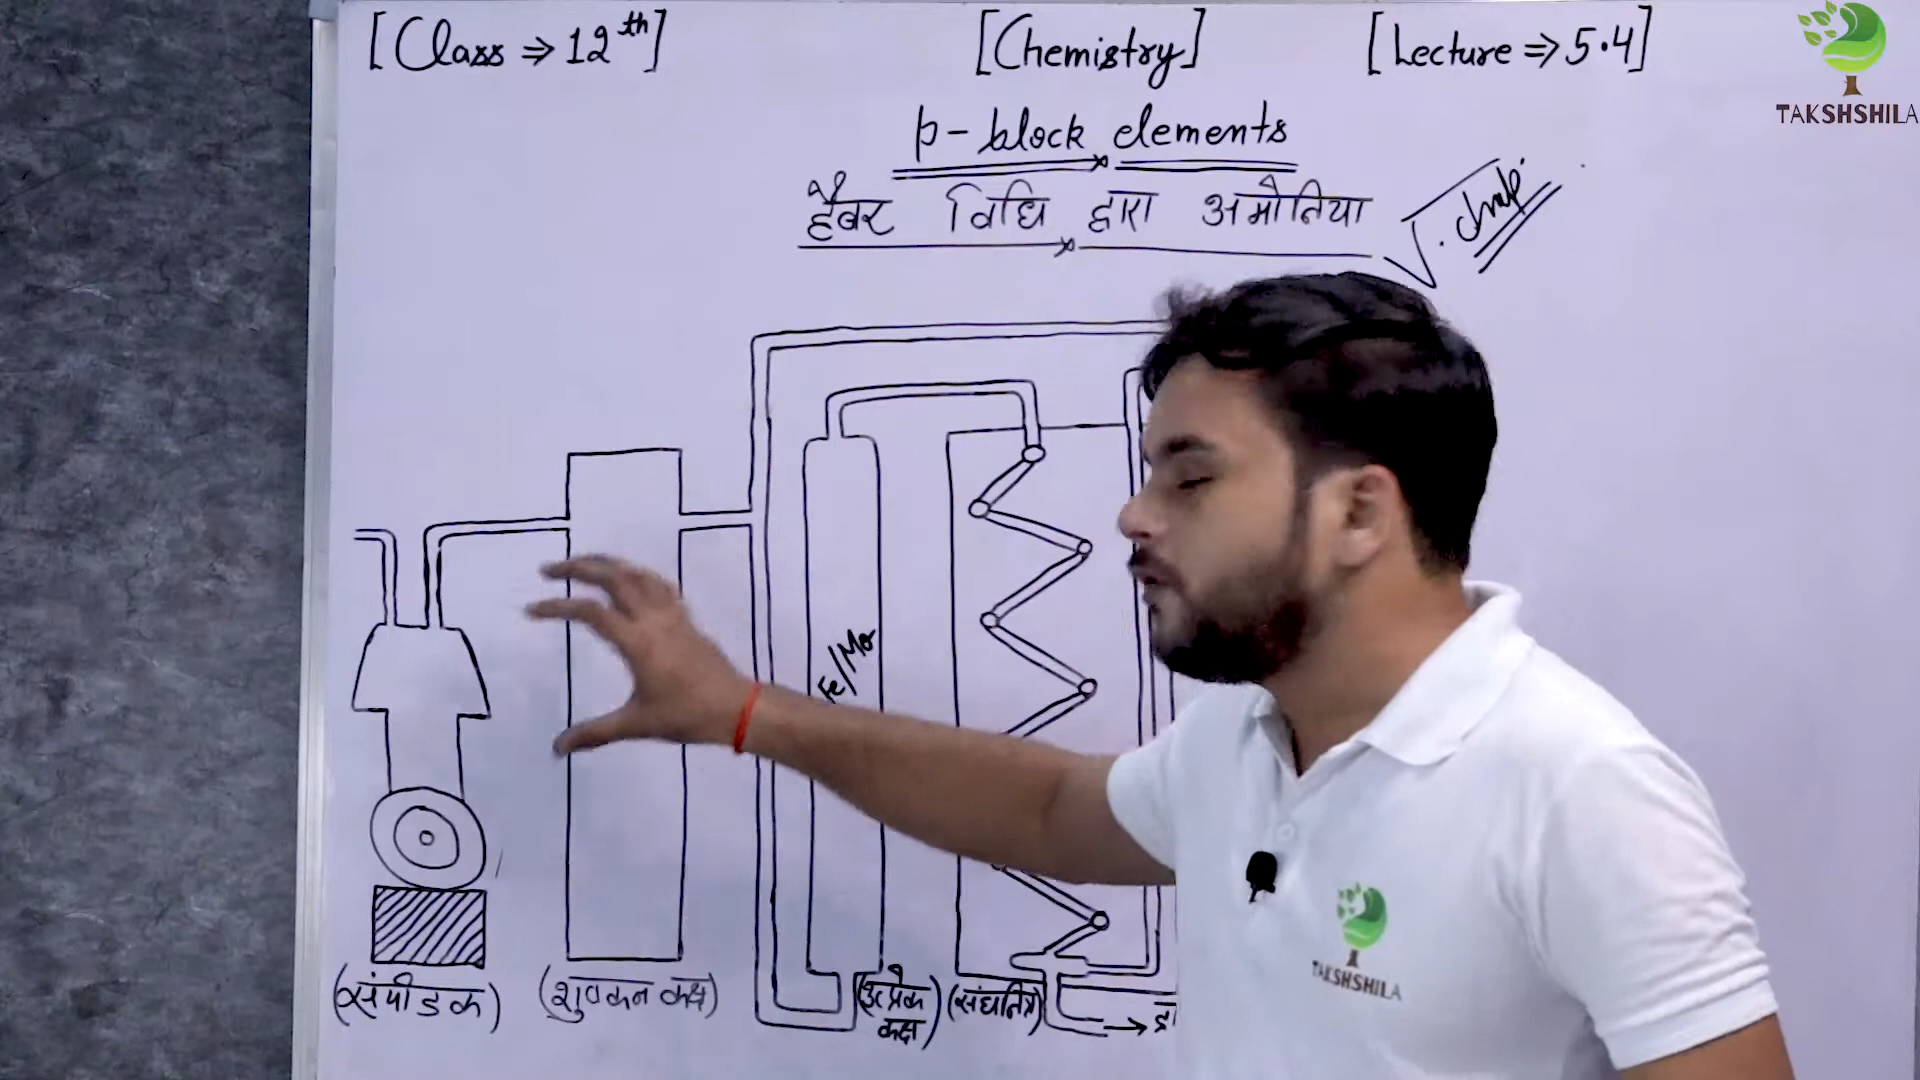 [Class ⇒ 12th] [Chemistry] [Lecture ⇒ 5.4]
TAKSHSHILA
p-block elements
हैबर विधि द्वारा अमोनिया
Fe/Mo
(संपीडक) (शुष्कन कक्ष) (उत्प्रेरक कक्ष) (संघनित्र)
TAKSHSHILA